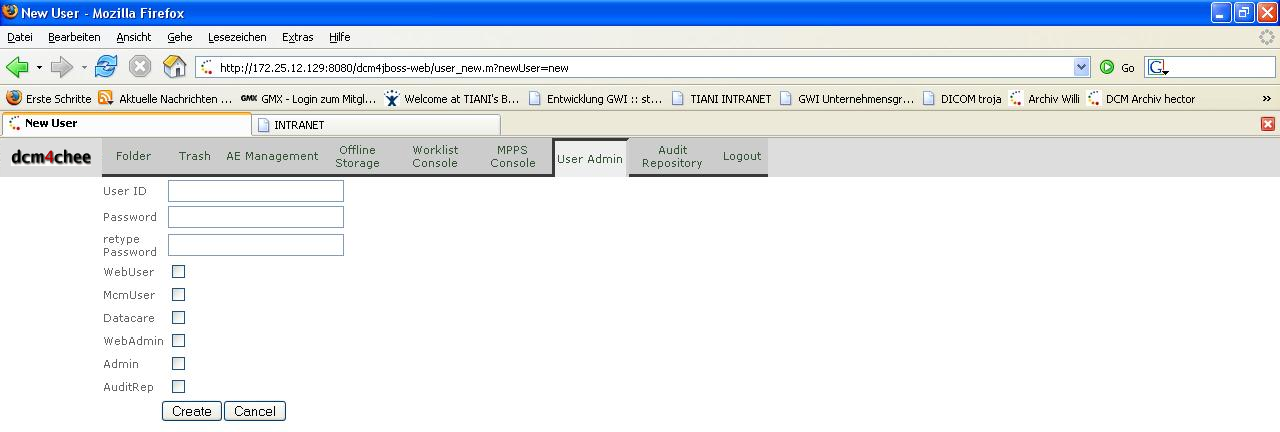 New User - Mozilla Firefox
Datei Bearbeiten Ansicht Gehe Lesezeichen Extras Hilfe
http://172.25.12.129:8080/dcm4jboss-web/user_new.m?newUser=new Go G
Erste Schritte Aktuelle Nachrichten ... GMX GMX - Login zum Mitgl... Welcome at TIANI's B... Entwicklung GWI :: st... TIANI INTRANET GWI Unternehmensgr... DICOM troja Archiv Willi DCM Archiv hector »
New User INTRANET
dcm4chee Folder Trash AE Management Offline Storage Worklist Console MPPS Console User Admin Audit Repository Logout
User ID
Password
retype
Password
WebUser
McmUser
Datacare
WebAdmin
Admin
AuditRep
Create Cancel